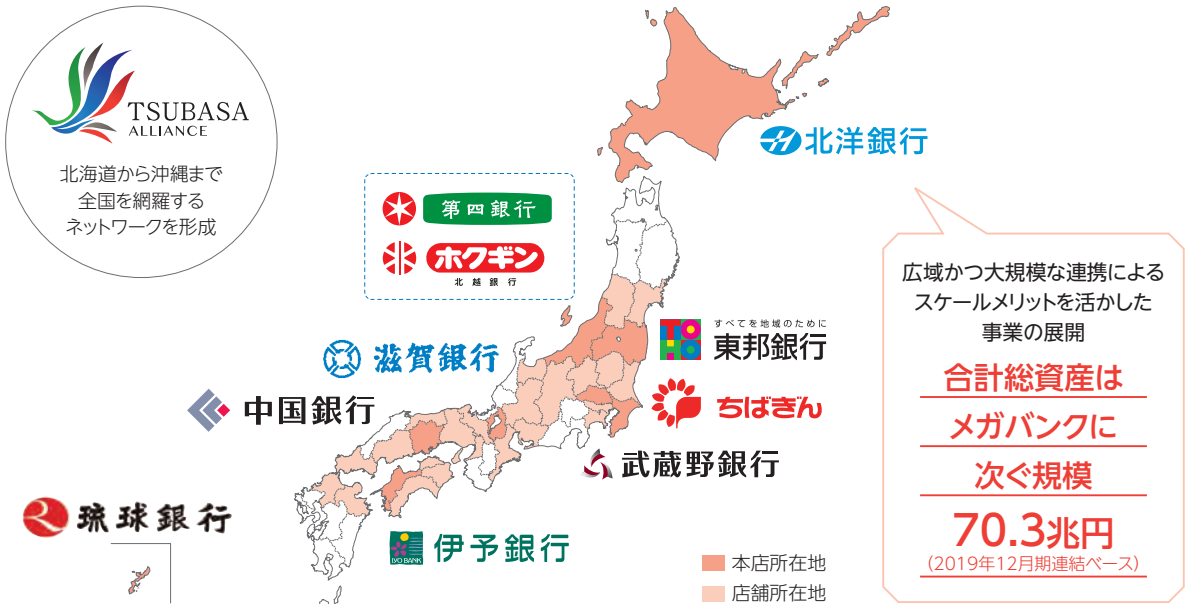 TSUBASA
ALLIANCE
北海道から沖縄まで
全国を網羅する
ネットワークを形成
北洋銀行
第四銀行
ホクギン
北越銀行
すべてを地域のために
TOHO
東邦銀行
滋賀銀行
ちばぎん
中国銀行
武蔵野銀行
琉球銀行
IYO BANK
伊予銀行
本店所在地
店舗所在地
広域かつ大規模な連携による
スケールメリットを活かした
事業の展開
合計総資産は
メガバンクに
次ぐ規模
70.3兆円
(2019年12月期連結ベース)